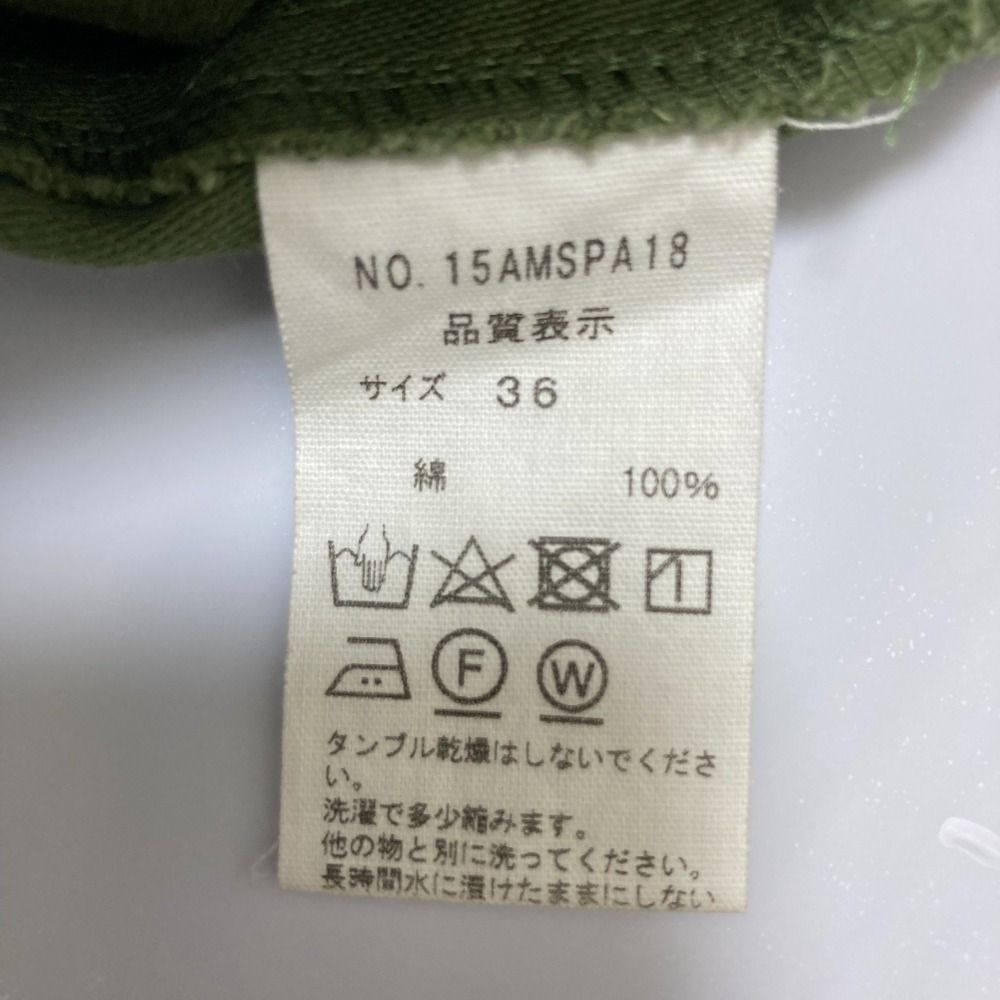 NO. 15AMSPA18
品質表示
サイズ 36
綿 100%
F W
タンブル乾燥はしないでくださ
い。
洗濯で多少縮みます。
他の物と別に洗ってください。
長時間水に漬けたままにしない